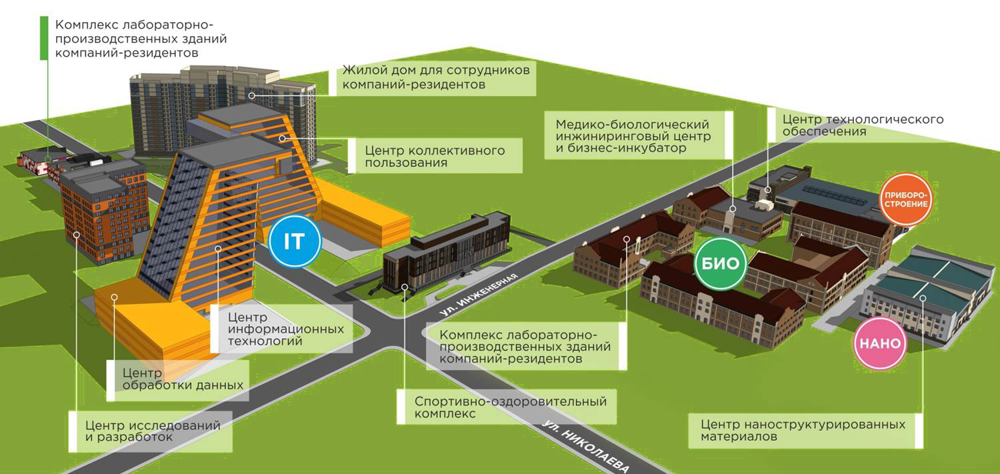 Комплекс лабораторно-
производственных зданий
компаний-резидентов
Жилой дом для сотрудников
компаний-резидентов
Центр коллективного
пользования
Медико-биологический
инжиниринговый центр
и бизнес-инкубатор
Центр технологического
обеспечения
ПРИБОРО-
СТРОЕНИЕ
IT
БИО
НАНО
ул. ИНЖЕНЕРНАЯ
Центр
информационных
технологий
Комплекс лабораторно-
производственных зданий
компаний-резидентов
Центр
обработки данных
Спортивно-оздоровительный
комплекс
Центр исследований
и разработок
ул. НИКОЛАЕВА
Центр наноструктурированных
материалов